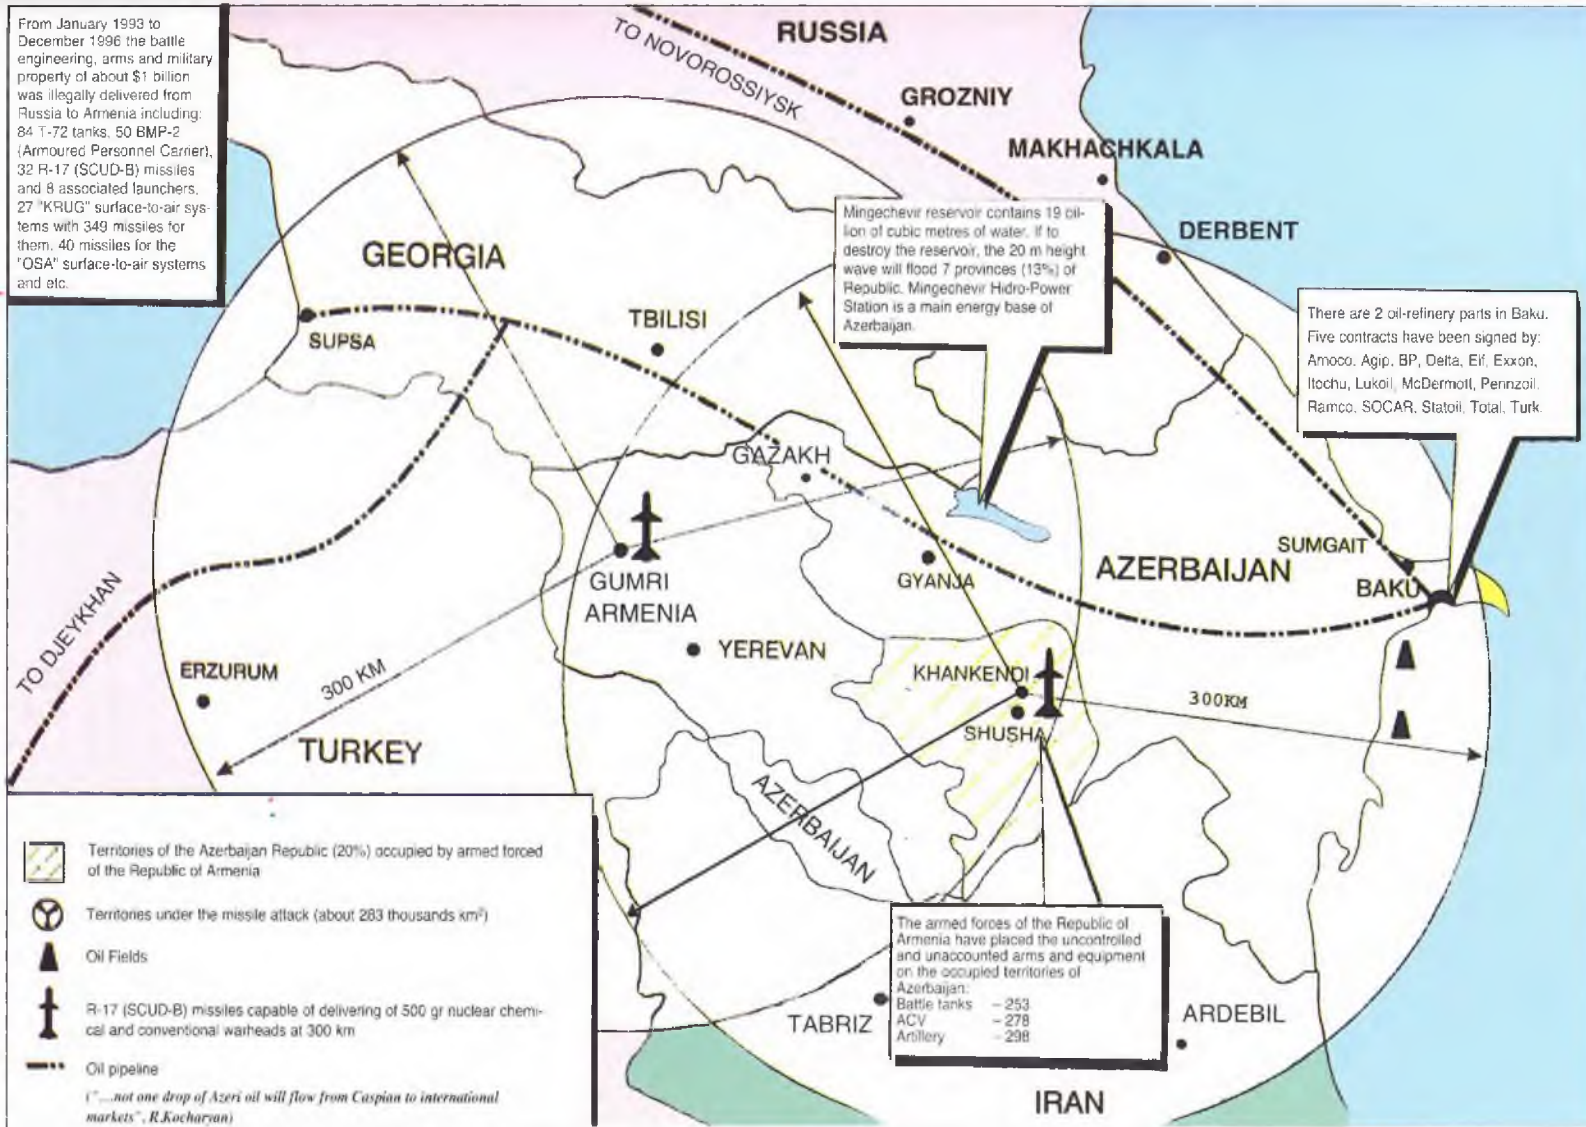 From January 1993 to
December 1996 the battle
engineering, arms and military
property of about $1 billion
was illegally delivered from
Russia to Armenia including:
84 T-72 tanks, 50 BMP-2
(Armoured Personnel Carrier),
32 R-17 (SCUD-B) missiles
and 8 associated launchers,
27 "KRUG" surface-to-air sys-
tems with 349 missiles for
them, 40 missiles for the
"OSA" surface-to-air systems
and etc.
RUSSIA
TO NOVOROSSIYSK
GROZNIY
MAKHACHKALA
DERBENT
Mingechevir reservoir contains 19 bil-
lion of cubic metres of water. If to
destroy the reservoir, the 20 m height
wave will flood 7 provinces (13%) of
Republic. Mingechevir Hidro-Power
Station is a main energy base of
Azerbaijan.
There are 2 oil-refinery parts in Baku.
Five contracts have been signed by:
Amoco, Agip, BP, Delta, Elf, Exxon,
Itochu, Lukoil, McDermott, Pennzoil,
Ramco, SOCAR, Statoil, Total, Turk.
GEORGIA
SUPSA
TBILISI
GAZAKH
GUMRI
ARMENIA
GYANJA
AZERBAIJAN
SUMGAIT
BAKU
TO DJEYKHAN
ERZURUM
300 KM
YEREVAN
KHANKENDI
SHUSHA
300KM
TURKEY
AZERBAIJAN
Territories of the Azerbaijan Republic (20%) occupied by armed forced
of the Republic of Armenia
Territories under the missile attack (about 283 thousands km²)
Oil Fields
R-17 (SCUD-B) missiles capable of delivering of 500 gr nuclear chemi-
cal and conventional warheads at 300 km
Oil pipeline
("....not one drop of Azeri oil will flow from Caspian to international
markets", R.Kocharyan)
The armed forces of the Republic of
Armenia have placed the uncontrolled
and unaccounted arms and equipment
on the occupied territories of
Azerbaijan:
Battle tanks – 253
ACV – 278
Artillery – 298
TABRIZ
ARDEBIL
IRAN